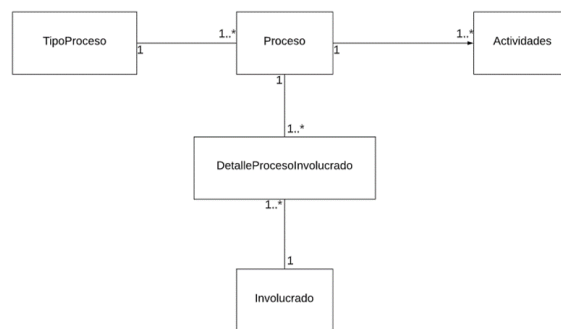 TipoProceso
1
1..*
Proceso
1
1..*
Actividades
1
1..*
DetalleProcesoInvolucrado
1..*
1
Involucrado